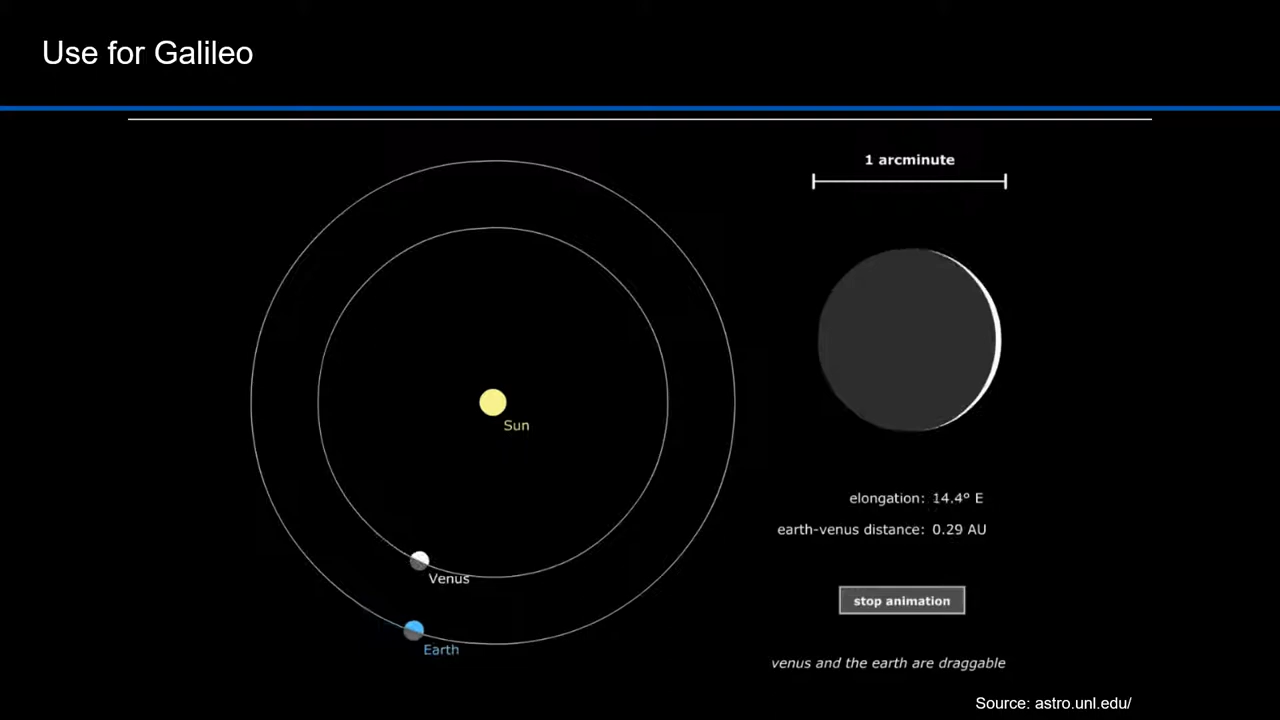 Use for Galileo
1 arcminute
Sun
elongation: 14.4° E
earth-venus distance: 0.29 AU
Venus
stop animation
Earth
venus and the earth are draggable
Source: astro.unl.edu/